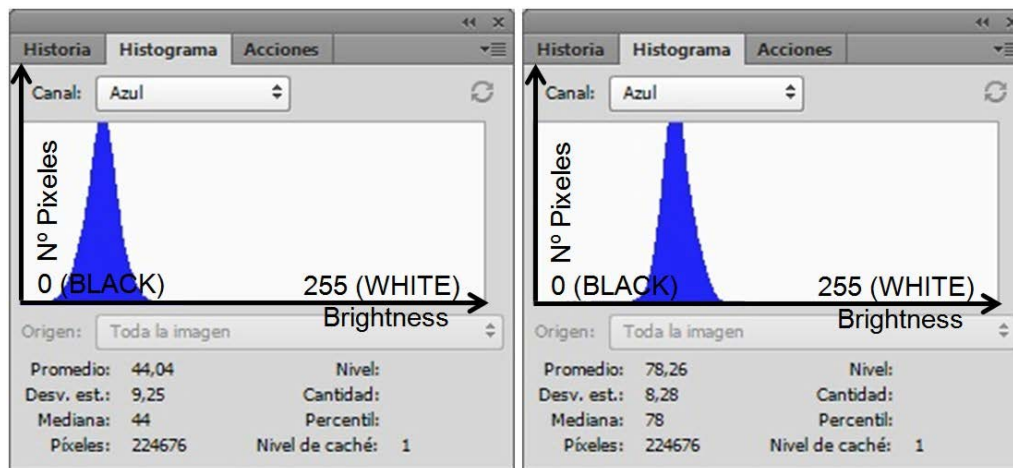 Historia Histograma Acciones
Canal: Azul
Nº Pixeles
0 (BLACK) 255 (WHITE)
Brightness
Origen: Toda la imagen
Promedio: 44,04 Nivel:
Desv. est.: 9,25 Cantidad:
Mediana: 44 Percentil:
Píxeles: 224676 Nivel de caché: 1
Historia Histograma Acciones
Canal: Azul
Nº Pixeles
0 (BLACK) 255 (WHITE)
Brightness
Origen: Toda la imagen
Promedio: 78,26 Nivel:
Desv. est.: 8,28 Cantidad:
Mediana: 78 Percentil:
Píxeles: 224676 Nivel de caché: 1